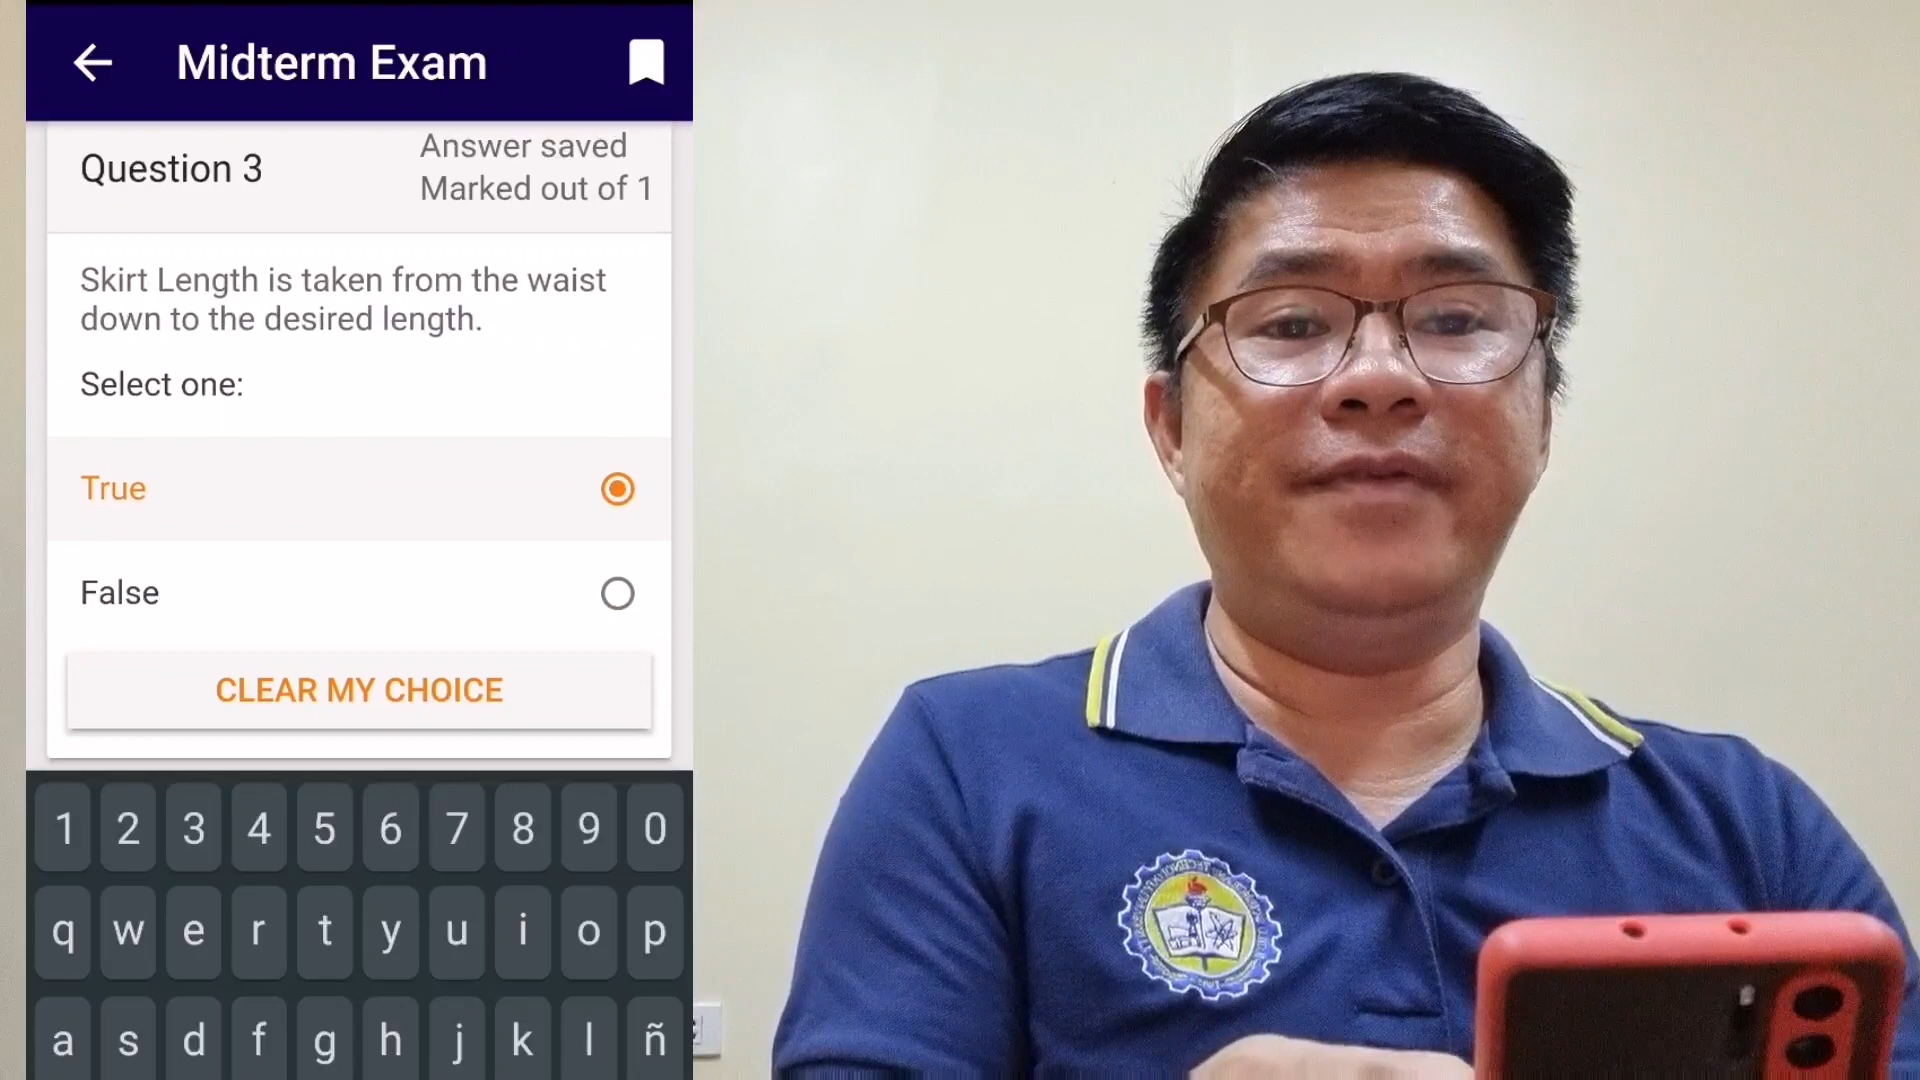 Midterm Exam
Question 3
Answer saved
Marked out of 1
Skirt Length is taken from the waist
down to the desired length.
Select one:
True
False
CLEAR MY CHOICE
1 2 3 4 5 6 7 8 9 0
q w e r t y u i o p
a s d f g h j k l ñ